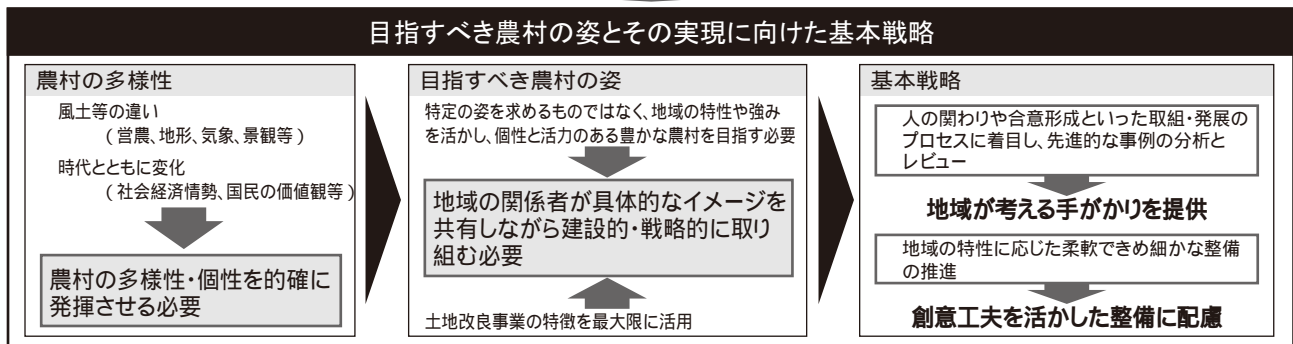 目指すべき農村の姿とその実現に向けた基本戦略
農村の多様性
風土等の違い
(営農、地形、気象、景観等)
時代とともに変化
(社会経済情勢、国民の価値観等)
農村の多様性・個性を的確に
発揮させる必要
目指すべき農村の姿
特定の姿を求めるものではなく、地域の特性や強み
を活かし、個性と活力のある豊かな農村を目指す必要
地域の関係者が具体的なイメージを
共有しながら建設的・戦略的に取り
組む必要
土地改良事業の特徴を最大限に活用
基本戦略
人の関わりや合意形成といった取組・発展の
プロセスに着目し、先進的な事例の分析と
レビュー
地域が考える手がかりを提供
地域の特性に応じた柔軟できめ細かな整備
の推進
創意工夫を活かした整備に配慮